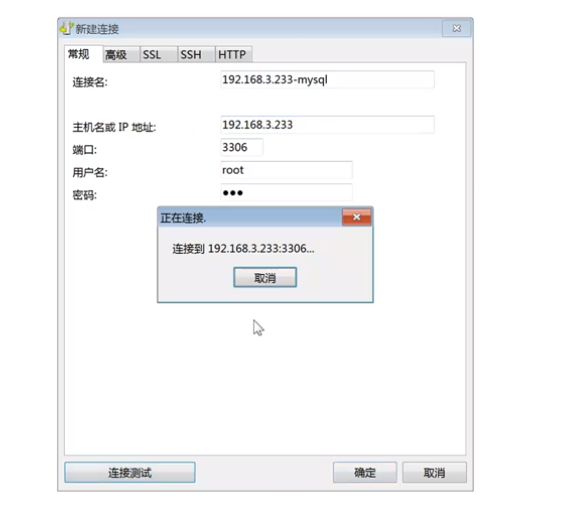 新建连接
常规 高级 SSL SSH HTTP
连接名: 192.168.3.233-mysql
主机名或 IP 地址: 192.168.3.233
端口: 3306
用户名: root
密码: •••
正在连接.
连接到 192.168.3.233:3306...
取消
连接测试 确定 取消